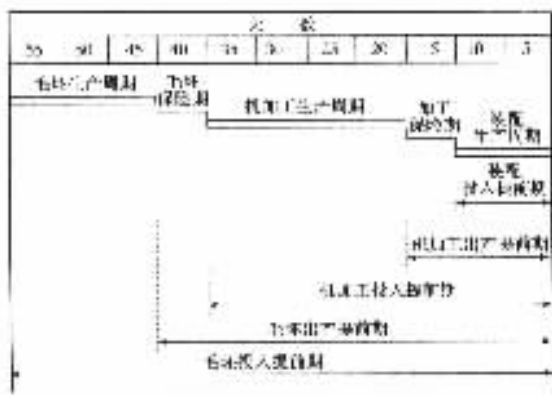 天 数
55 50 45 40 35 30 25 20 15 10 5
毛坯生产周期
毛坯
保险期
机加工生产周期
加工
保险期
装配
生产周期
装配
投入提前期
机加工出产提前期
机加工投入提前期
毛坯出产提前期
毛坯投入提前期